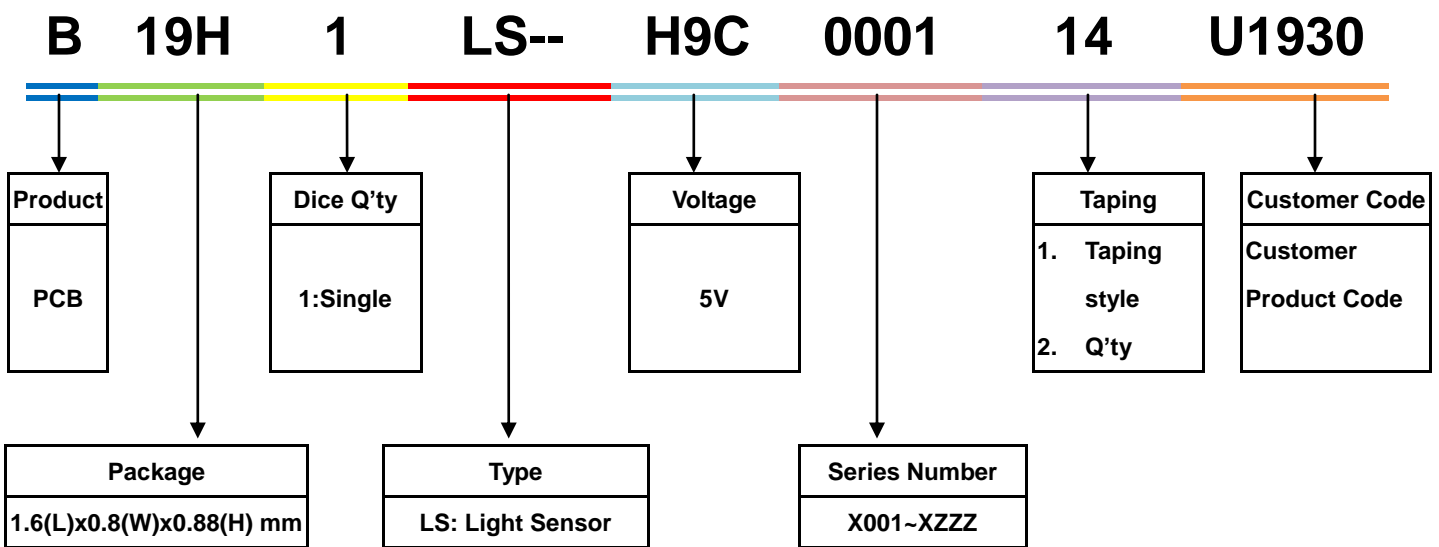 B 19H 1 LS-- H9C 0001 14 U1930
Product
PCB
Dice Q’ty
1:Single
Voltage
5V
Taping
1. Taping
style
2. Q’ty
Customer Code
Customer
Product Code
Package
1.6(L)x0.8(W)x0.88(H) mm
Type
LS: Light Sensor
Series Number
X001~XZZZ